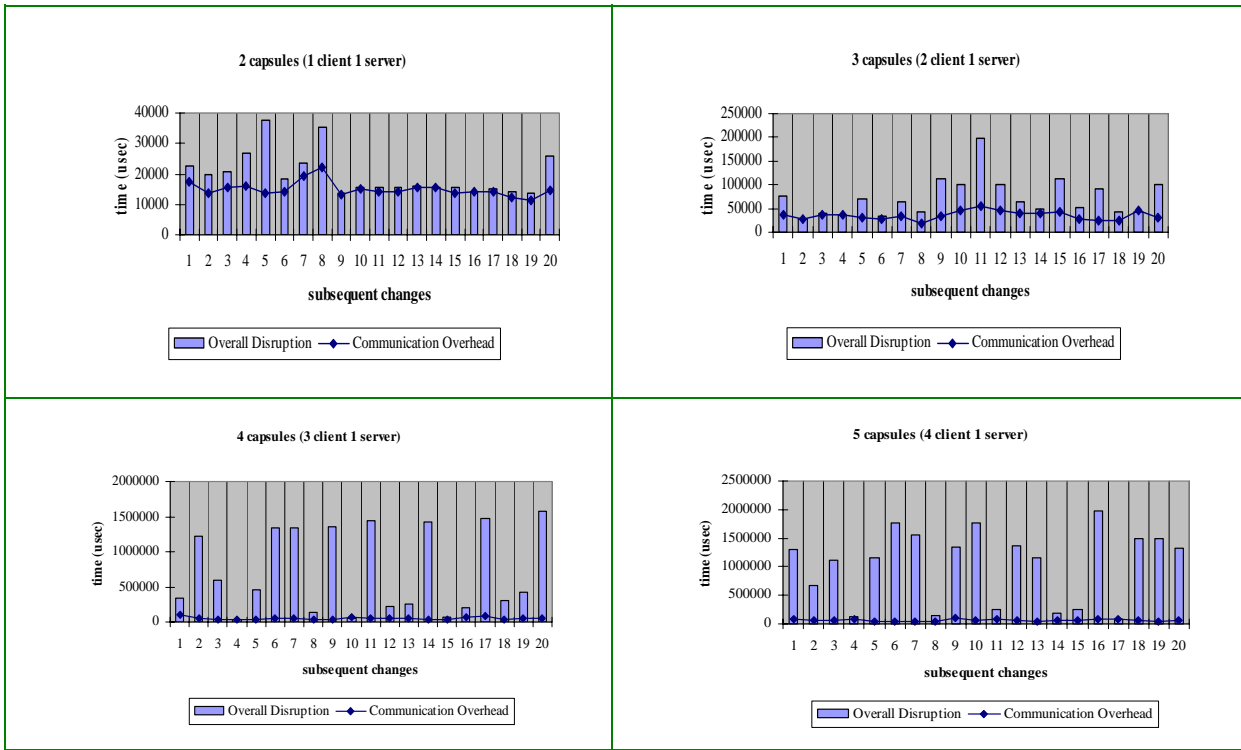 2 capsules (1 client 1 server)
time (usec)
40000
30000
20000
10000
0
1 2 3 4 5 6 7 8 9 10 11 12 13 14 15 16 17 18 19 20
subsequent changes
Overall Disruption Communication Overhead
3 capsules (2 client 1 server)
time (usec)
250000
200000
150000
100000
50000
0
1 2 3 4 5 6 7 8 9 10 11 12 13 14 15 16 17 18 19 20
subsequent changes
Overall Disruption Communication Overhead
4 capsules (3 client 1 server)
time (usec)
2000000
1500000
1000000
500000
0
1 2 3 4 5 6 7 8 9 10 11 12 13 14 15 16 17 18 19 20
subsequent changes
Overall Disruption Communication Overhead
5 capsules (4 client 1 server)
time (usec)
2500000
2000000
1500000
1000000
500000
0
1 2 3 4 5 6 7 8 9 10 11 12 13 14 15 16 17 18 19 20
subsequent changes
Overall Disruption Communication Overhead